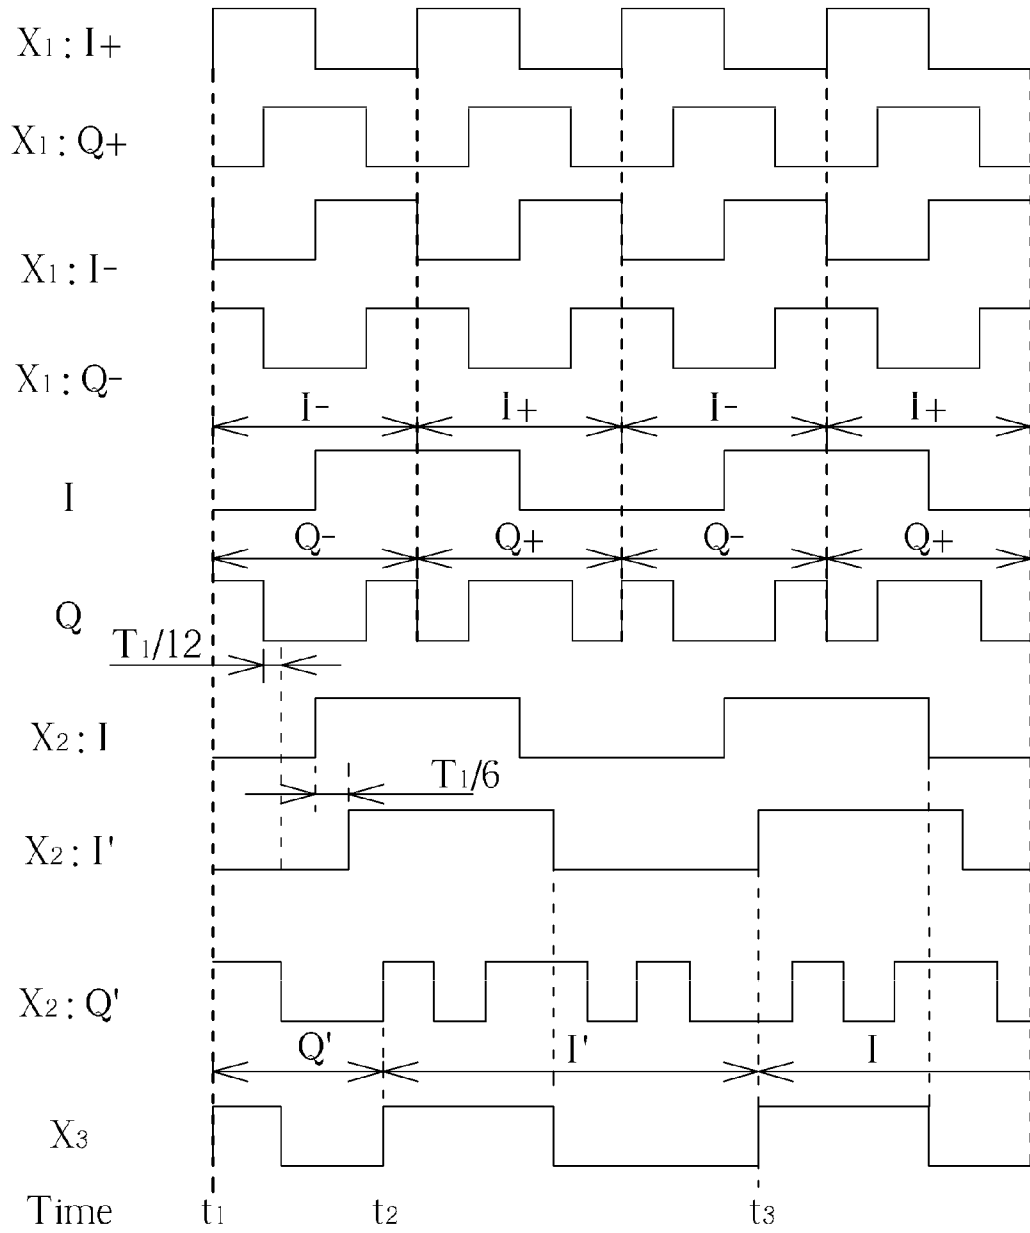 X1 : I+
X1 : Q+
X1 : I-
X1 : Q-
I- I+ I- I+
I
Q- Q+ Q- Q+
Q
T1/12
X2 : I
T1/6
X2 : I'
X2 : Q'
Q' I' I
X3
Time t1 t2 t3